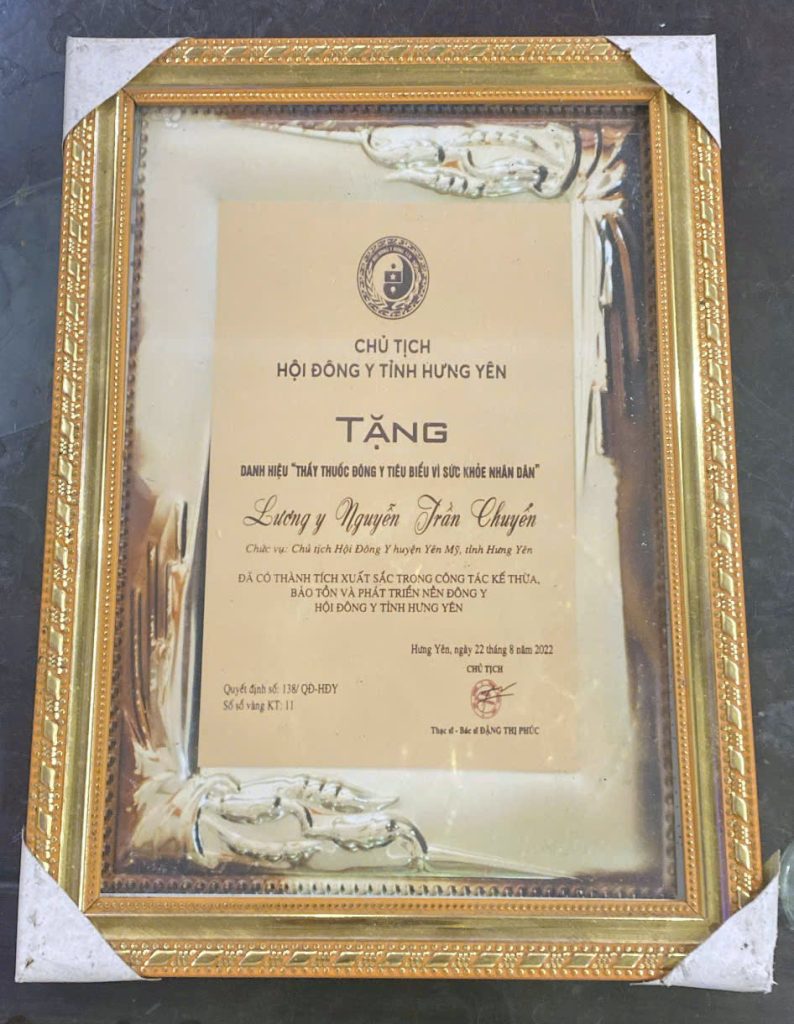 CHỦ TỊCH
HỘI ĐÔNG Y TỈNH HƯNG YÊN
TẶNG
DANH HIỆU "THẦY THUỐC ĐÔNG Y TIÊU BIỂU VÌ SỨC KHỎE NHÂN DÂN"
Lương y Nguyễn Trần Chuyển
Chức vụ: Chủ tịch Hội Đông Y huyện Yên Mỹ, tỉnh Hưng Yên
ĐÃ CÓ THÀNH TÍCH XUẤT SẮC TRONG CÔNG TÁC KẾ THỪA,
BẢO TỒN VÀ PHÁT TRIỂN NỀN ĐÔNG Y
HỘI ĐÔNG Y TỈNH HƯNG YÊN
Hưng Yên, ngày 22 tháng 8 năm 2022
CHỦ TỊCH
Quyết định số: 138/ QĐ-HĐY
Số sổ vàng KT: 11
Thạc sĩ - Bác sĩ ĐẶNG THỊ PHÚC